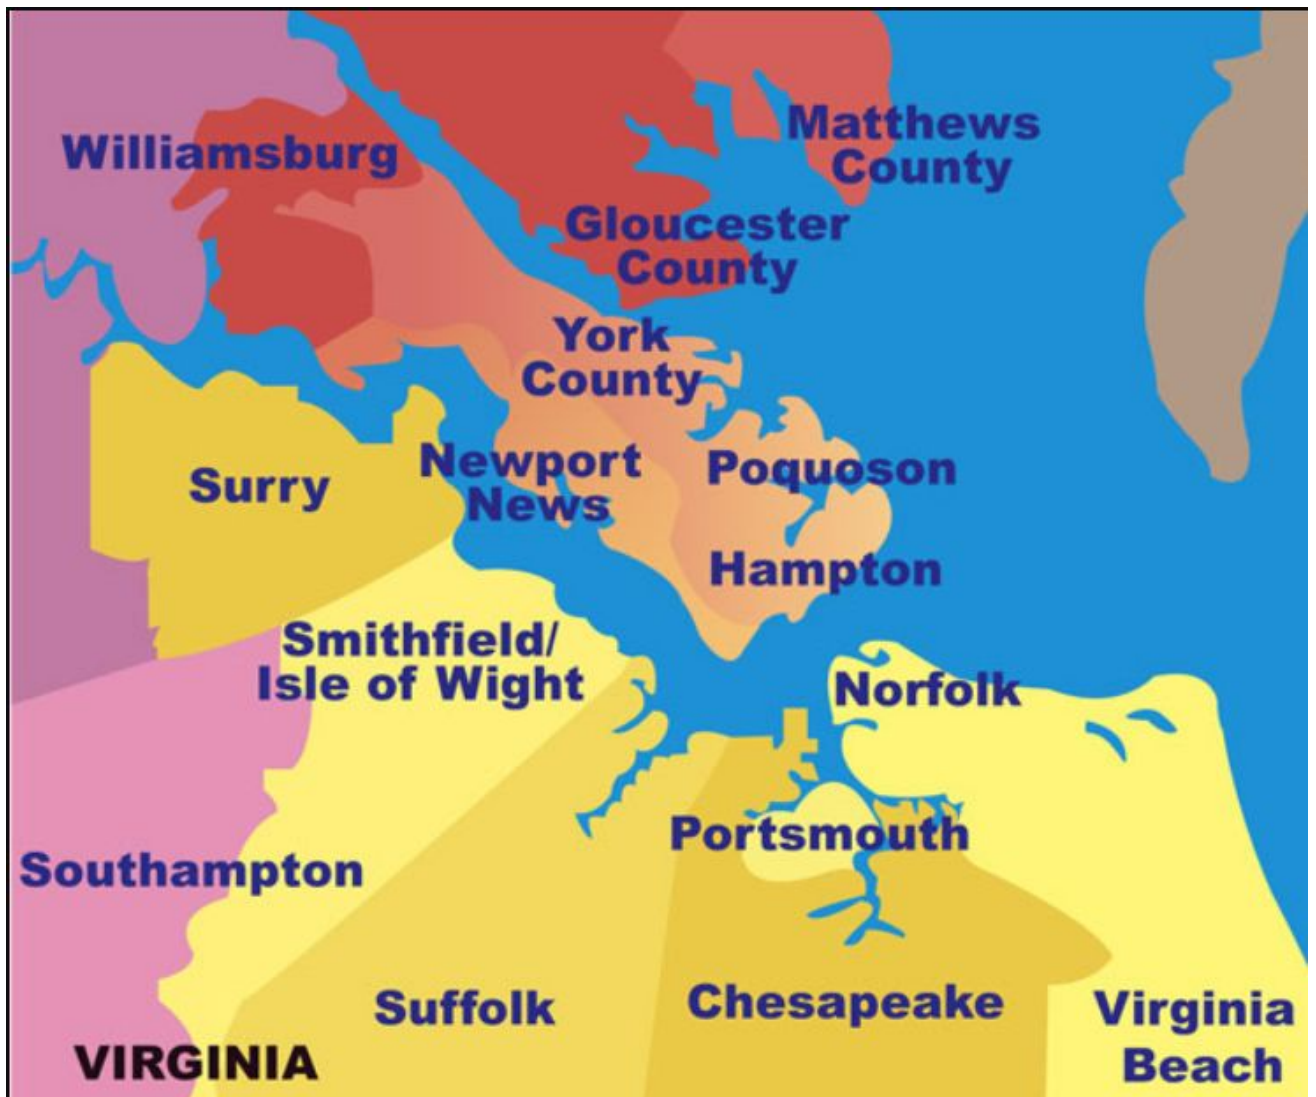 Matthews
County
Williamsburg
Gloucester
County
York
County
Newport
News
Poquoson
Surry
Hampton
Smithfield/
Isle of Wight
Norfolk
Portsmouth
Southampton
Suffolk
Chesapeake
Virginia
Beach
VIRGINIA